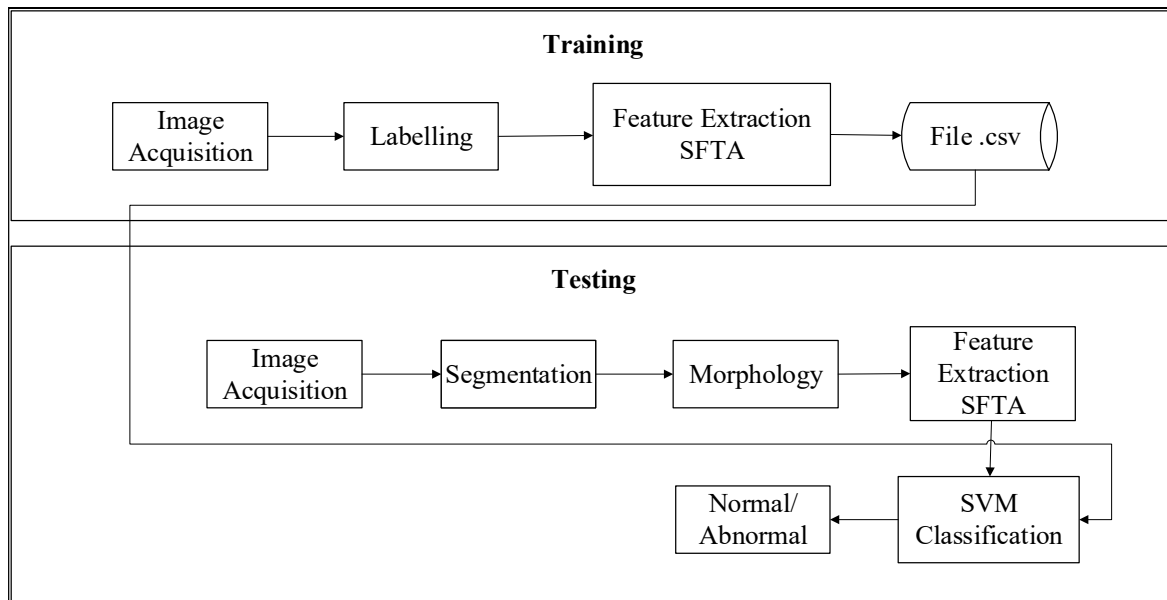 Training
Image
Acquisition
Labelling
Feature Extraction
SFTA
File .csv
Testing
Image
Acquisition
Segmentation
Morphology
Feature
Extraction
SFTA
SVM
Classification
Normal/
Abnormal